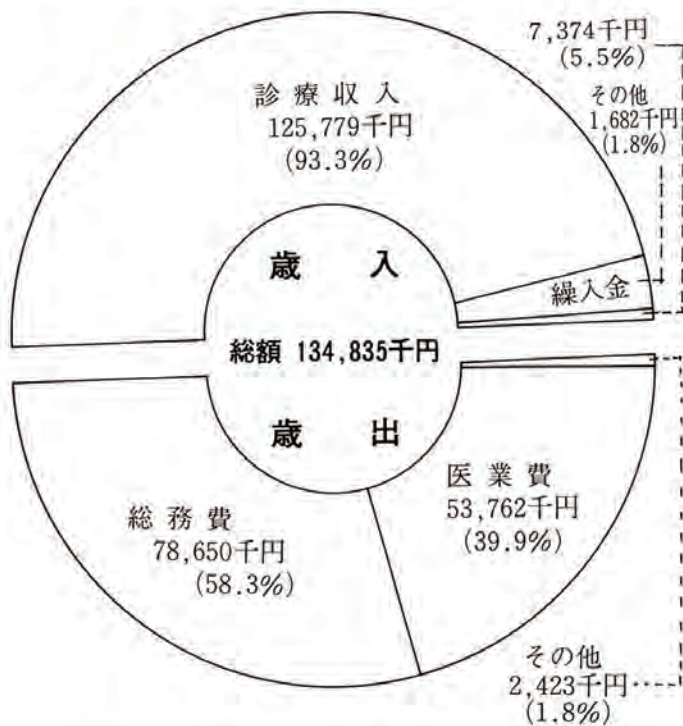 7,374千円
(5.5%)
その他
1,682千円
(1.8%)
診療収入
125,779千円
(93.3%)
繰入金
歳入
総額 134,835千円
歳出
医業費
53,762千円
(39.9%)
総務費
78,650千円
(58.3%)
その他
2,423千円
(1.8%)